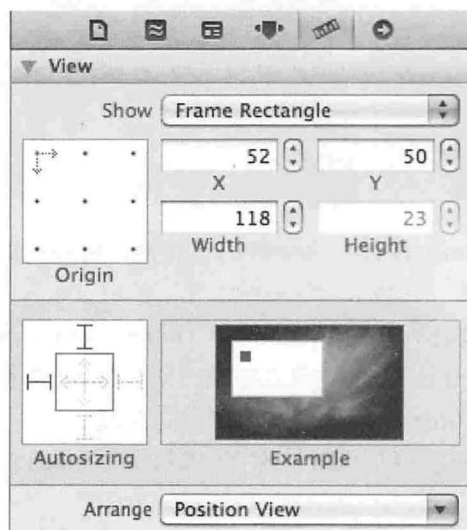 View
Show Frame Rectangle
52 50
X Y
118 23
Width Height
Origin
Autosizing Example
Arrange Position View